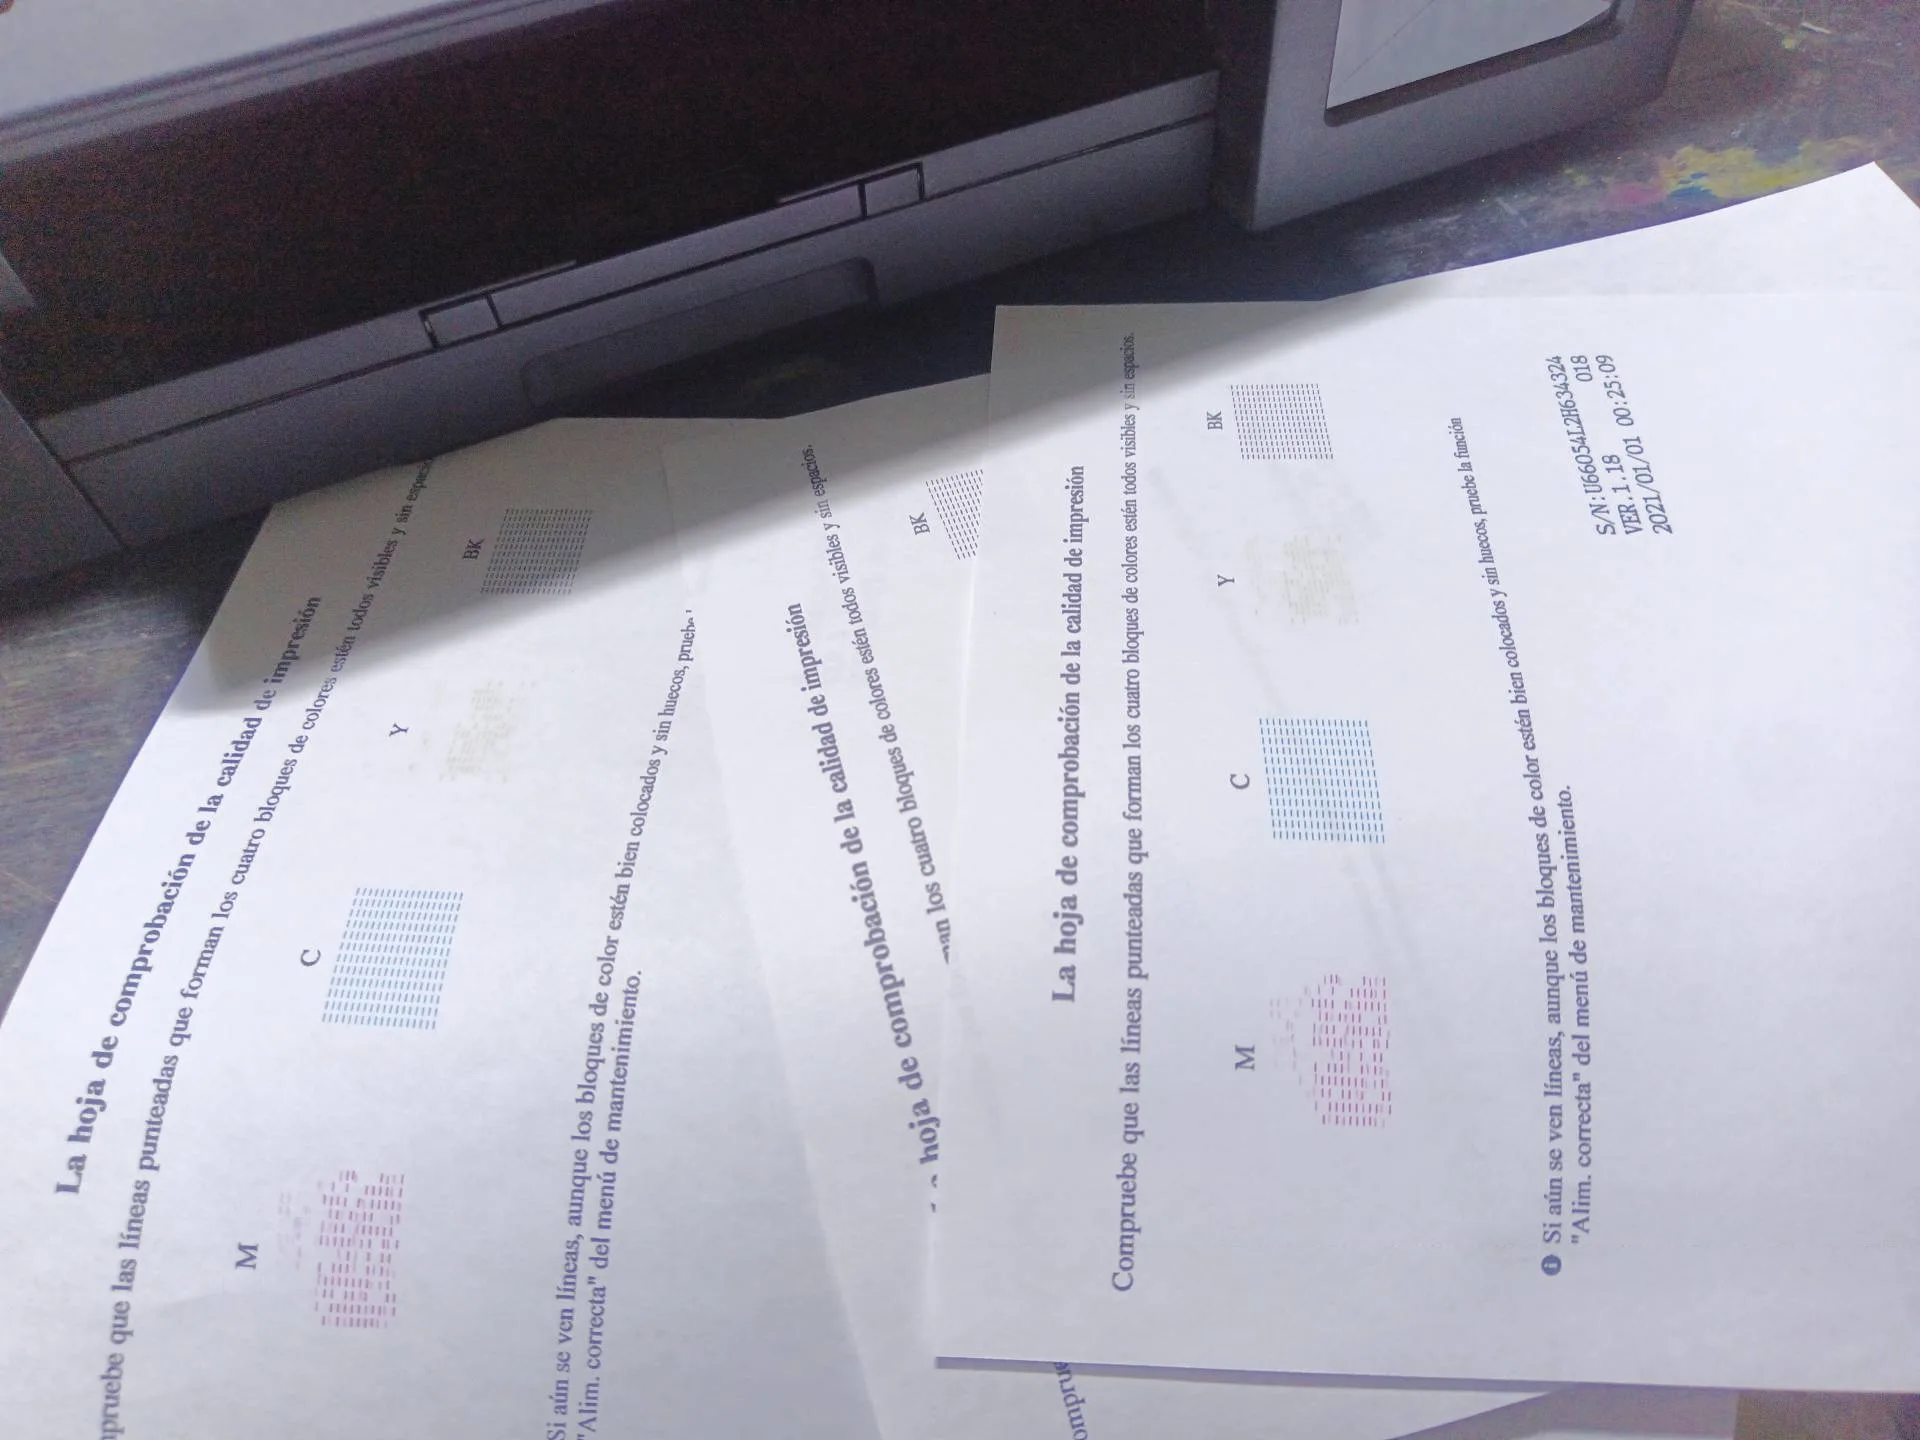 La hoja de comprobación de la calidad de impresión
pruebe que las líneas punteadas que forman los cuatro bloques de colores estén todos visibles y sin
M
C
Y
BK
Si aún se ven líneas, aunque los bloques de color estén bien colocados y sin huecos,
"Alim. correcta" del menú de mantenimiento.
hoja de comprobación de la calidad de impresión
los cuatro bloques de colores estén todos visibles y sin espacios.
BK
ompru
La hoja de comprobación de la calidad de impresión
Compruebe que las líneas punteadas que forman los cuatro bloques de colores estén todos visibles y sin espacios.
M
C
Y
BK
Si aún se ven líneas, aunque los bloques de color estén bien colocados y sin huecos, pruebe la función
"Alim. correcta" del menú de mantenimiento.
S/N:U66054L2H634324
VER.1.18 018
2021/01/01 00:25:09